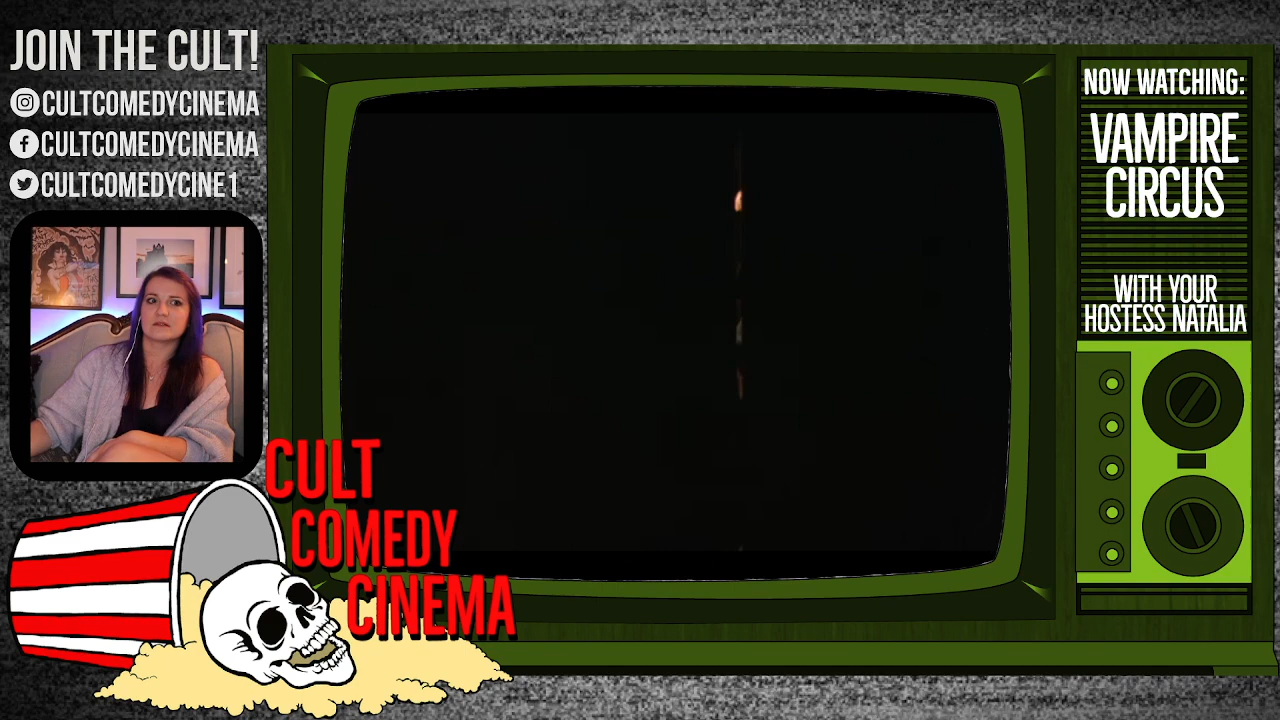 JOIN THE CULT!
CULTCOMEDYCINEMA
CULTCOMEDYCINEMA
CULTCOMEDYCINE1
CULT
COMEDY
CINEMA
NOW WATCHING:
VAMPIRE
CIRCUS
WITH YOUR
HOSTESS NATALIA